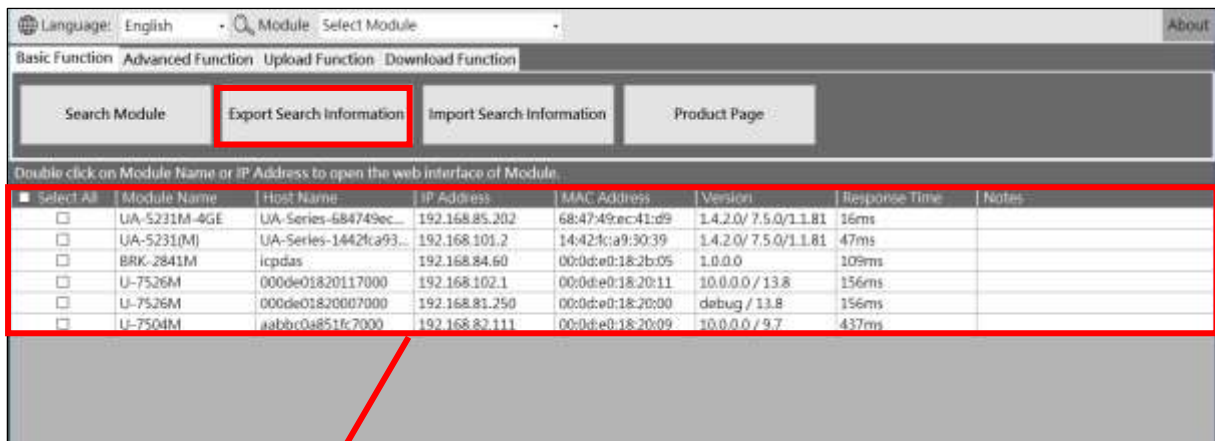 Language: English Module Select Module About
Basic Function Advanced Function Upload Function Download Function
Search Module Export Search Information Import Search Information Product Page
Double click on Module Name or IP Address to open the web interface of Module.
Select All Module Name Host Name IP Address MAC Address Version Response Time Notes
UA-5231M-4GE UA-Series-684749ec... 192.168.85.202 68:47:49:ec:41:d9 1.4.2.0/ 7.5.0/1.1.81 16ms
UA-5231(M) UA-Series-1442fca93... 192.168.101.2 14:42:fc:a9:30:39 1.4.2.0/ 7.5.0/1.1.81 47ms
BRK-2841M icpdas 192.168.84.60 00:0d:e0:18:2b:05 1.0.0.0 109ms
U-7526M 000de01820117000 192.168.102.1 00:0d:e0:18:20:11 10.0.0.0 / 13.8 156ms
U-7526M 000de01820007000 192.168.81.250 00:0d:e0:18:20:00 debug / 13.8 156ms
U-7504M aabbc0a851fc7000 192.168.82.111 00:0d:e0:18:20:09 10.0.0.0 / 9.7 437ms